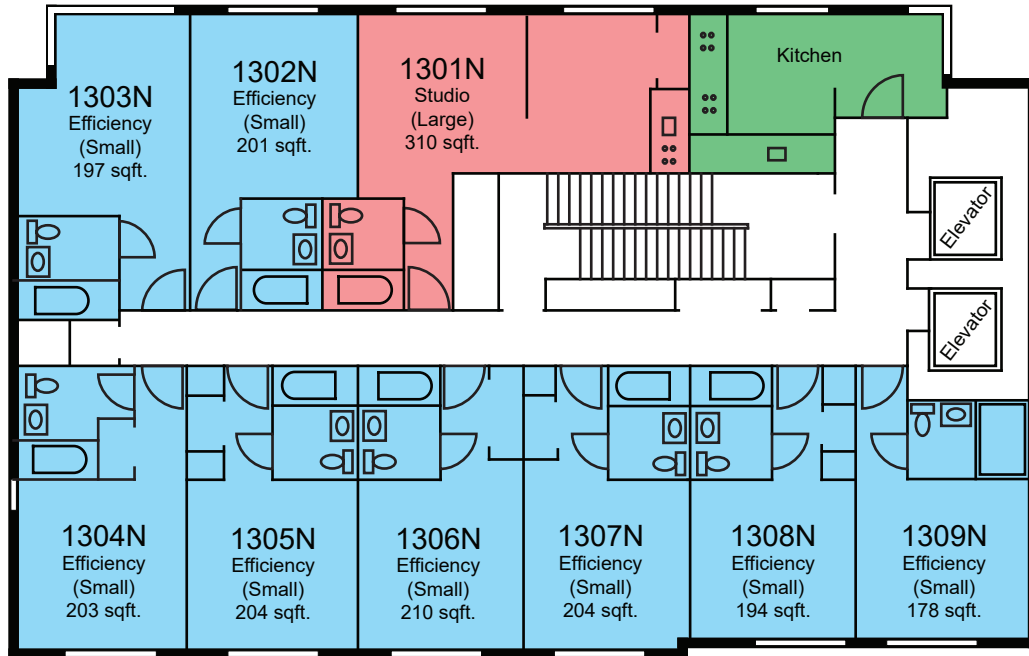 1303N
Efficiency
(Small)
197 sqft.
1302N
Efficiency
(Small)
201 sqft.
1301N
Studio
(Large)
310 sqft.
Kitchen
Elevator
Elevator
1304N
Efficiency
(Small)
203 sqft.
1305N
Efficiency
(Small)
204 sqft.
1306N
Efficiency
(Small)
210 sqft.
1307N
Efficiency
(Small)
204 sqft.
1308N
Efficiency
(Small)
194 sqft.
1309N
Efficiency
(Small)
178 sqft.